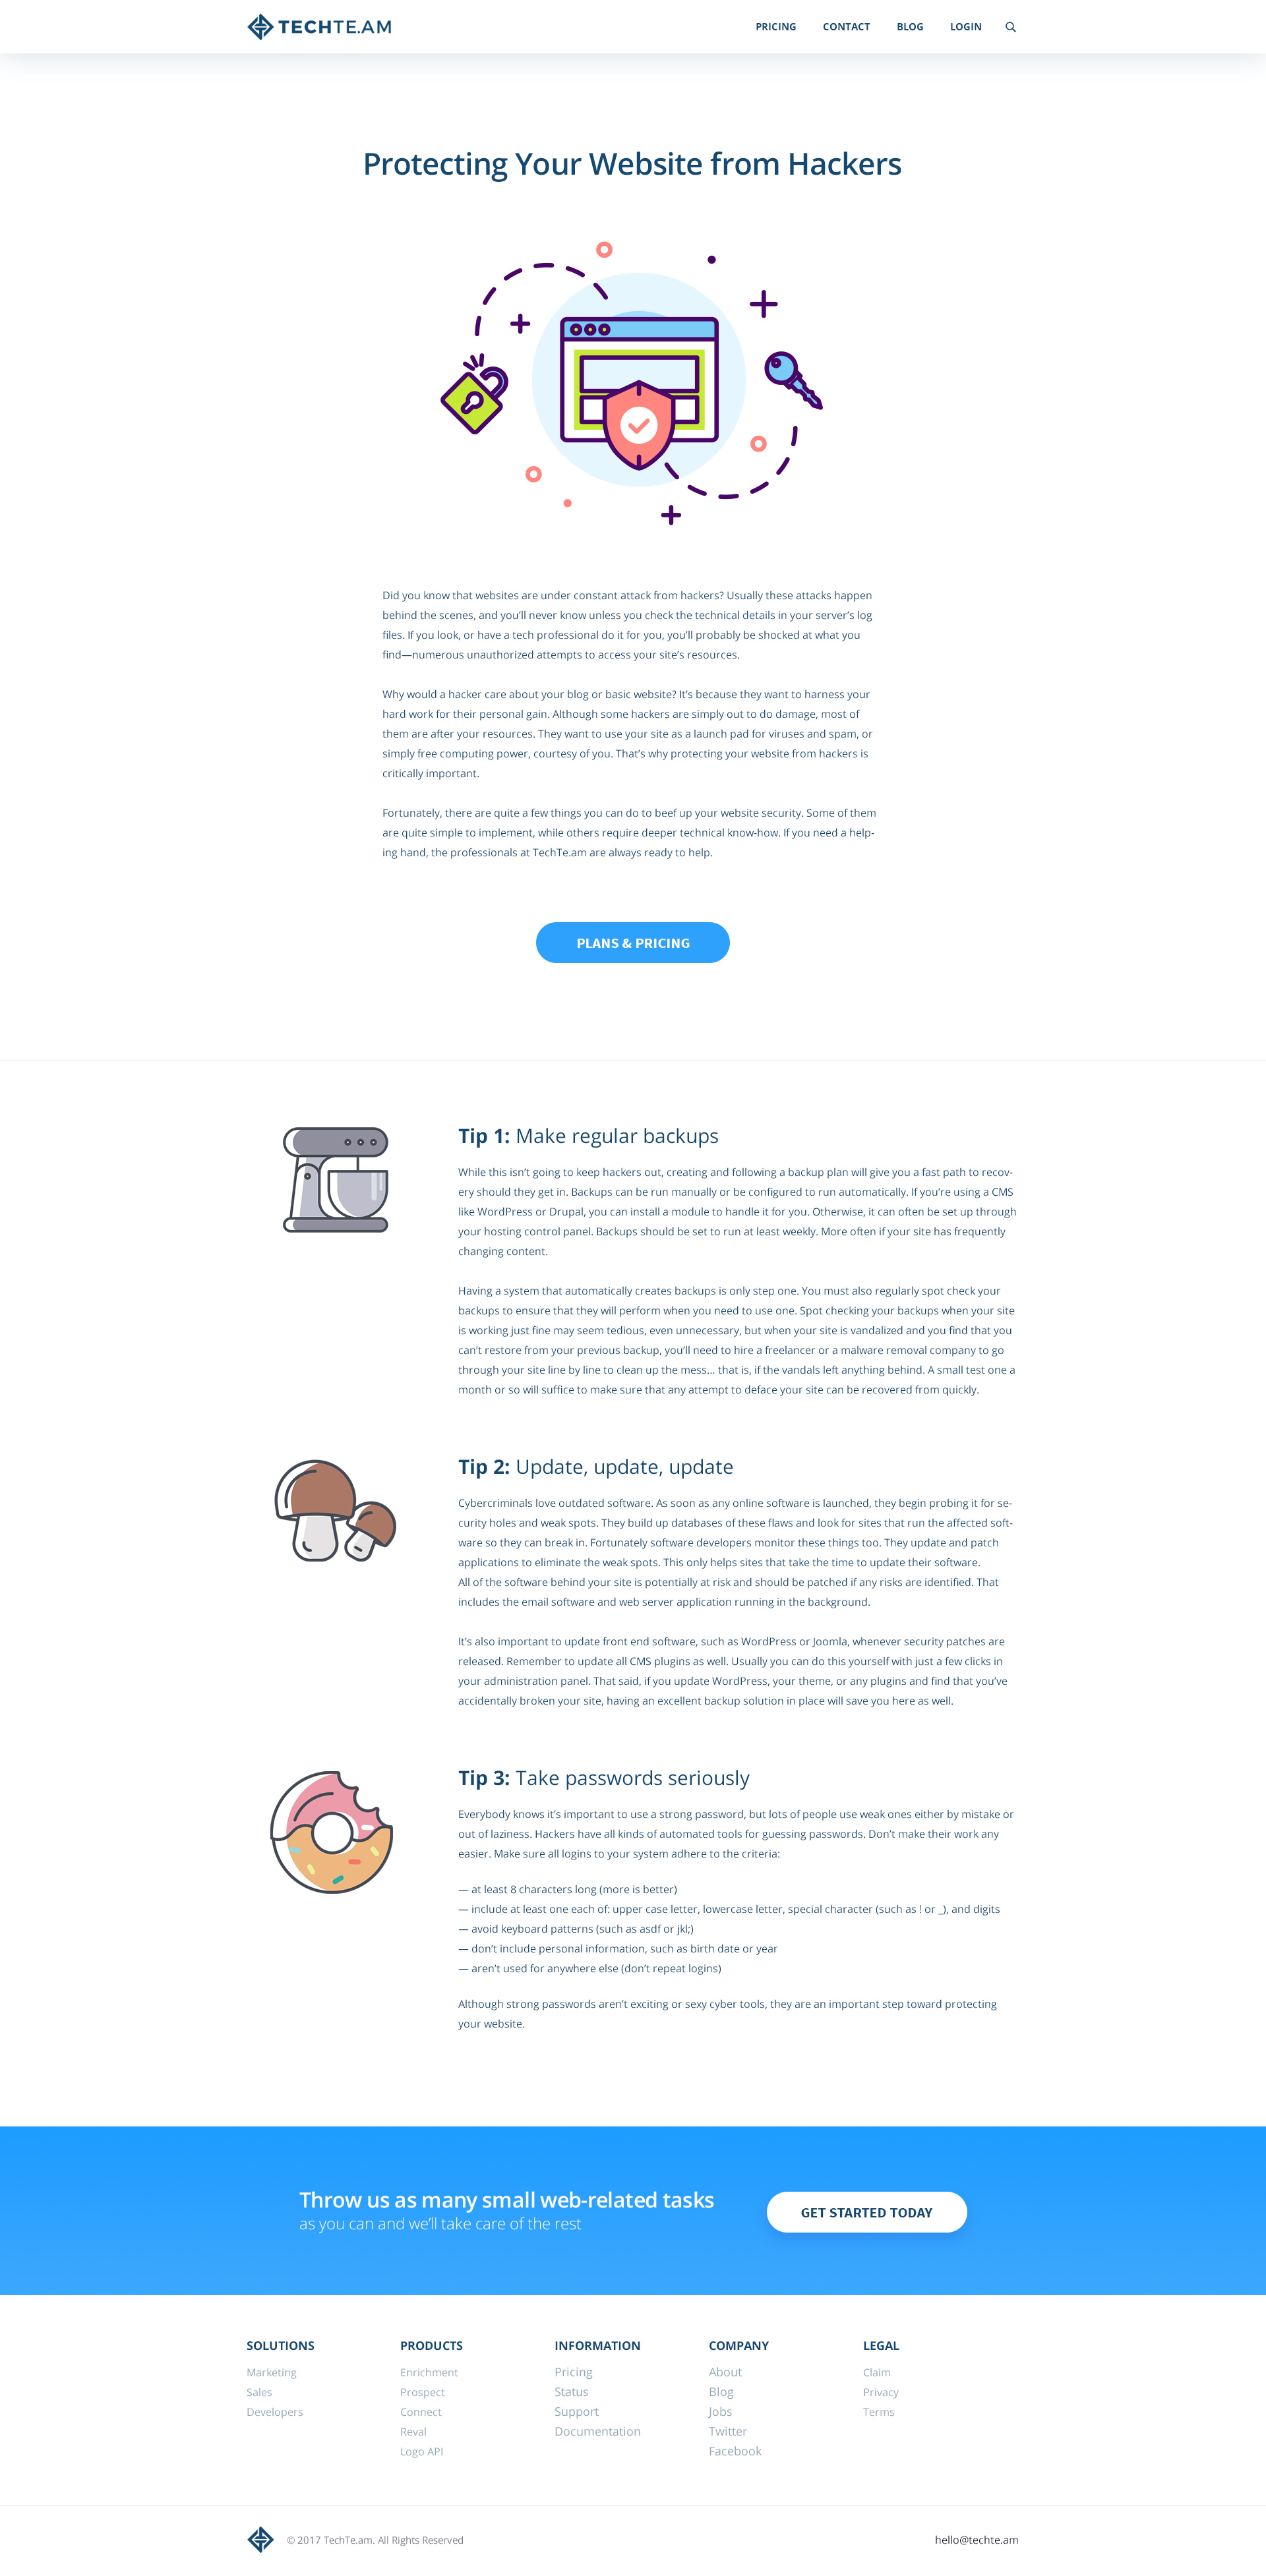 TECHTE.AM
PRICING CONTACT BLOG LOGIN
Protecting Your Website from Hackers
Did you know that websites are under constant attack from hackers? Usually these attacks happen
behind the scenes, and you’ll never know unless you check the technical details in your server’s log
files. If you look, or have a tech professional do it for you, you’ll probably be shocked at what you
find—numerous unauthorized attempts to access your site’s resources.
Why would a hacker care about your blog or basic website? It’s because they want to harness your
hard work for their personal gain. Although some hackers are simply out to do damage, most of
them are after your resources. They want to use your site as a launch pad for viruses and spam, or
simply free computing power, courtesy of you. That’s why protecting your website from hackers is
critically important.
Fortunately, there are quite a few things you can do to beef up your website security. Some of them
are quite simple to implement, while others require deeper technical know-how. If you need a help-
ing hand, the professionals at TechTe.am are always ready to help.
PLANS & PRICING
Tip 1: Make regular backups
While this isn’t going to keep hackers out, creating and following a backup plan will give you a fast path to recov-
ery should they get in. Backups can be run manually or be configured to run automatically. If you’re using a CMS
like WordPress or Drupal, you can install a module to handle it for you. Otherwise, it can often be set up through
your hosting control panel. Backups should be set to run at least weekly. More often if your site has frequently
changing content.
Having a system that automatically creates backups is only step one. You must also regularly spot check your
backups to ensure that they will perform when you need to use one. Spot checking your backups when your site
is working just fine may seem tedious, even unnecessary, but when your site is vandalized and you find that you
can’t restore from your previous backup, you’ll need to hire a freelancer or a malware removal company to go
through your site line by line to clean up the mess... that is, if the vandals left anything behind. A small test one a
month or so will suffice to make sure that any attempt to deface your site can be recovered from quickly.
Tip 2: Update, update, update
Cybercriminals love outdated software. As soon as any online software is launched, they begin probing it for se-
curity holes and weak spots. They build up databases of these flaws and look for sites that run the affected soft-
ware so they can break in. Fortunately software developers monitor these things too. They update and patch
applications to eliminate the weak spots. This only helps sites that take the time to update their software.
All of the software behind your site is potentially at risk and should be patched if any risks are identified. That
includes the email software and web server application running in the background.
It’s also important to update front end software, such as WordPress or Joomla, whenever security patches are
released. Remember to update all CMS plugins as well. Usually you can do this yourself with just a few clicks in
your administration panel. That said, if you update WordPress, your theme, or any plugins and find that you’ve
accidentally broken your site, having an excellent backup solution in place will save you here as well.
Tip 3: Take passwords seriously
Everybody knows it’s important to use a strong password, but lots of people use weak ones either by mistake or
out of laziness. Hackers have all kinds of automated tools for guessing passwords. Don’t make their work any
easier. Make sure all logins to your system adhere to the criteria:
— at least 8 characters long (more is better)
— include at least one each of: upper case letter, lowercase letter, special character (such as ! or _), and digits
— avoid keyboard patterns (such as asdf or jkl;)
— don’t include personal information, such as birth date or year
— aren’t used for anywhere else (don’t repeat logins)
Although strong passwords aren’t exciting or sexy cyber tools, they are an important step toward protecting
your website.
Throw us as many small web-related tasks
as you can and we’ll take care of the rest
GET STARTED TODAY
SOLUTIONS
Marketing
Sales
Developers
PRODUCTS
Enrichment
Prospect
Connect
Reval
Logo API
INFORMATION
Pricing
Status
Support
Documentation
COMPANY
About
Blog
Jobs
Twitter
Facebook
LEGAL
Claim
Privacy
Terms
© 2017 TechTe.am. All Rights Reserved
hello@techte.am